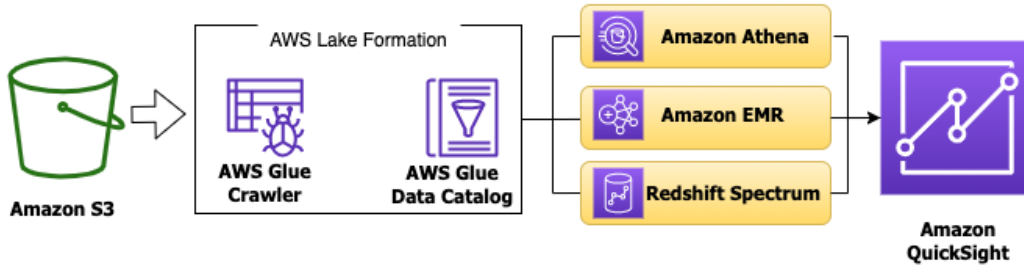 Amazon S3
AWS Lake Formation
AWS Glue
Crawler
AWS Glue
Data Catalog
Amazon Athena
Amazon EMR
Redshift Spectrum
Amazon
QuickSight